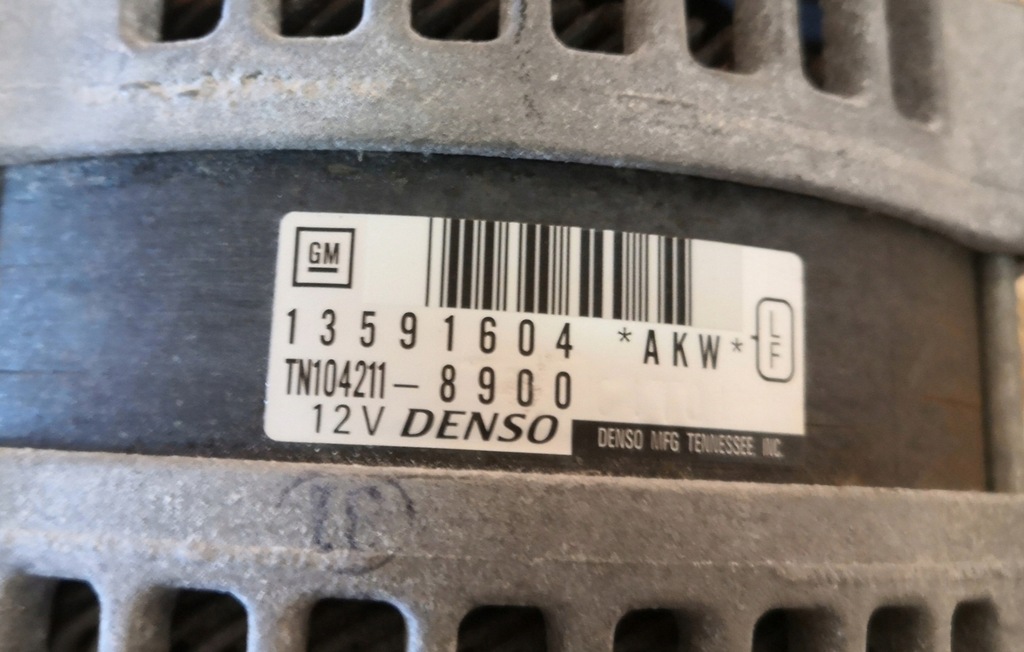 GM
13591604 *AKW*
L
F
TN104211-8900
12V DENSO
DENSO MFG TENNESSEE, INC.